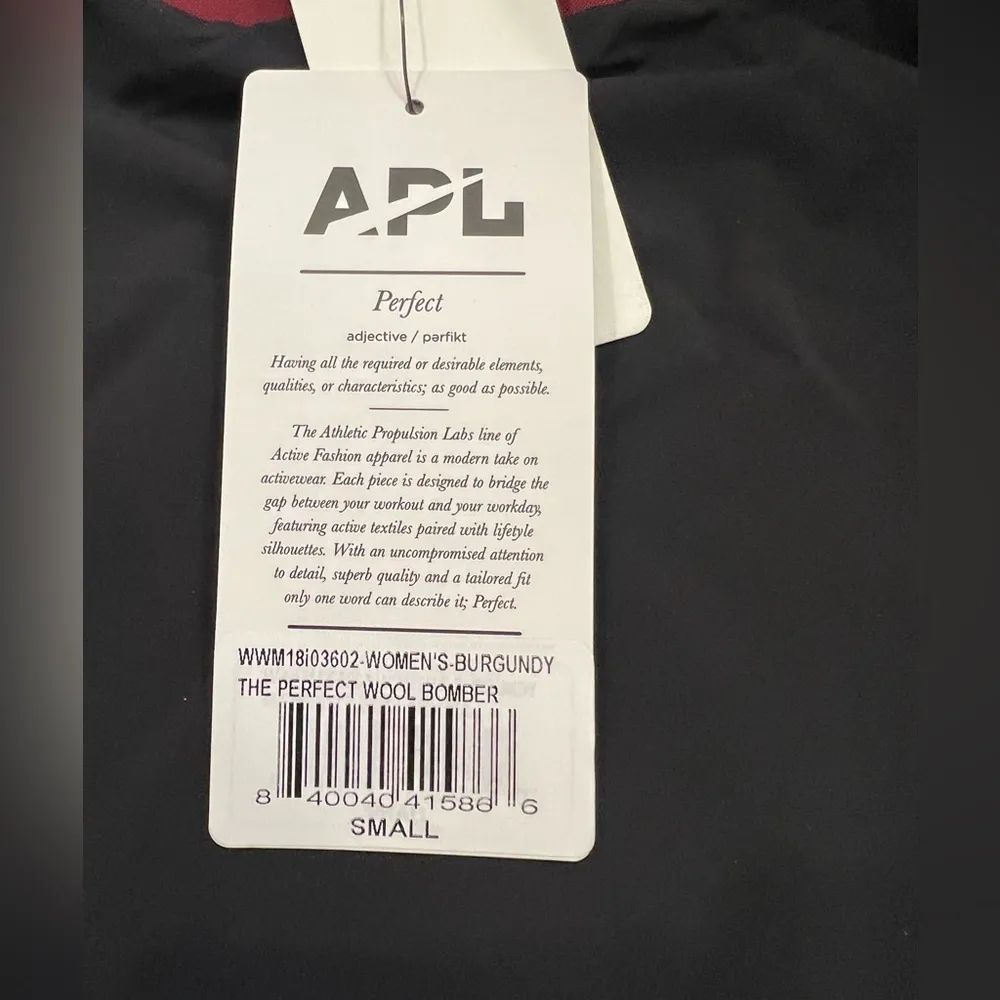 APL
Perfect
adjective / pərfikt
Having all the required or desirable elements,
qualities, or characteristics; as good as possible.
The Athletic Propulsion Labs line of
Active Fashion apparel is a modern take on
activewear. Each piece is designed to bridge the
gap between your workout and your workday,
featuring active textiles paired with lifetyle
silhouettes. With an uncompromised attention
to detail, superb quality and a tailored fit
only one word can describe it; Perfect.
WWM18i03602-WOMEN'S-BURGUNDY
THE PERFECT WOOL BOMBER
8 40040 41586 6
SMALL